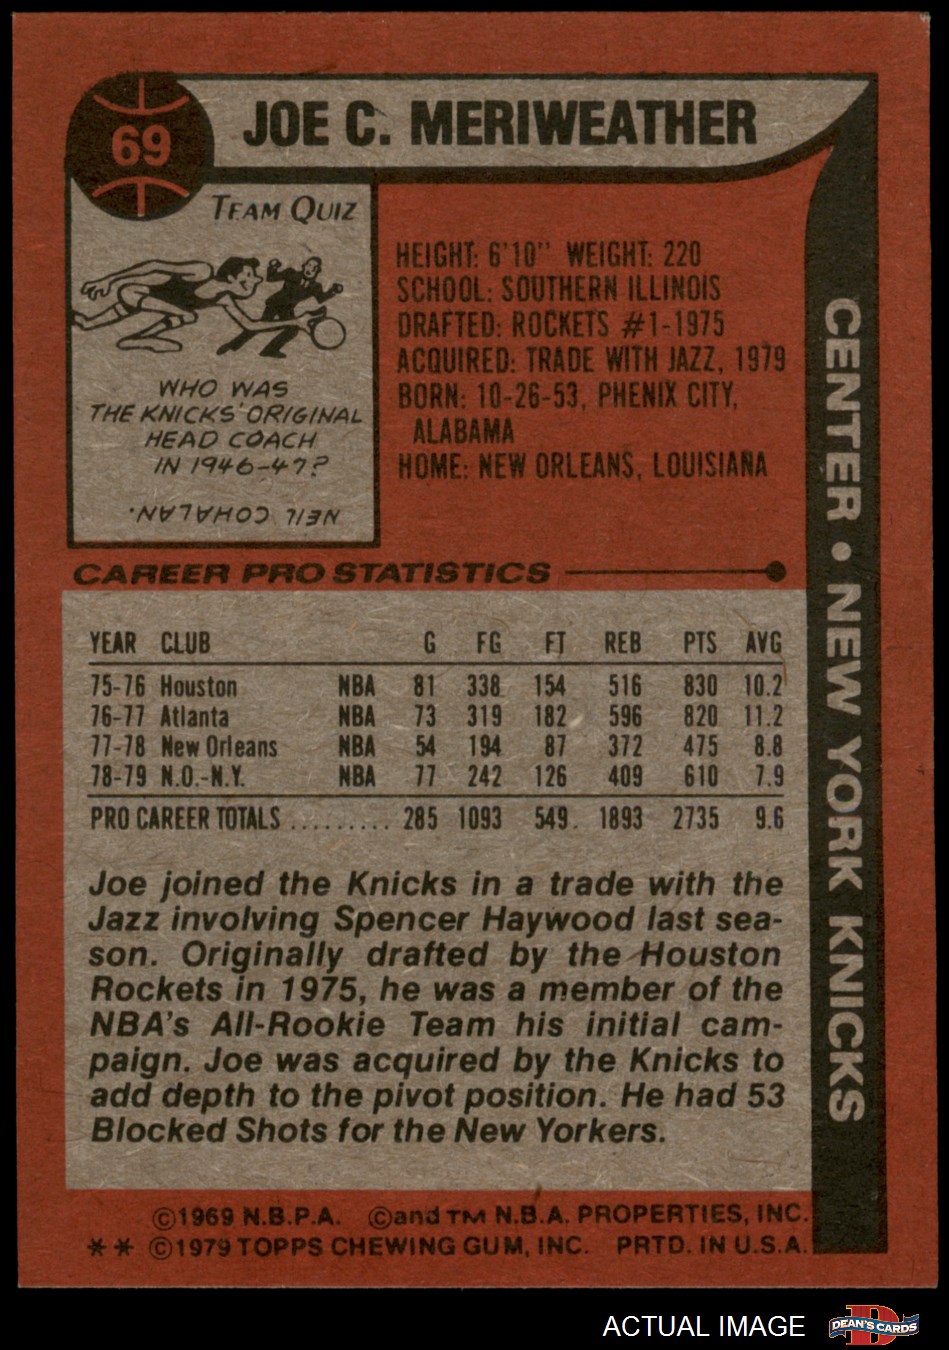 69
JOE C. MERIWEATHER
TEAM QUIZ
WHO WAS
THE KNICKS' ORIGINAL
HEAD COACH
IN 1946-47?
NEIL COHALAN.
HEIGHT: 6'10" WEIGHT: 220
SCHOOL: SOUTHERN ILLINOIS
DRAFTED: ROCKETS #1-1975
ACQUIRED: TRADE WITH JAZZ, 1979
BORN: 10-26-53, PHENIX CITY,
ALABAMA
HOME: NEW ORLEANS, LOUISIANA
CENTER • NEW YORK KNICKS
CAREER PRO STATISTICS
YEAR CLUB G FG FT REB PTS AVG
75-76 Houston NBA 81 338 154 516 830 10.2
76-77 Atlanta NBA 73 319 182 596 820 11.2
77-78 New Orleans NBA 54 194 87 372 475 8.8
78-79 N.O.-N.Y. NBA 77 242 126 409 610 7.9
PRO CAREER TOTALS ......... 285 1093 549 1893 2735 9.6
Joe joined the Knicks in a trade with the
Jazz involving Spencer Haywood last sea-
son. Originally drafted by the Houston
Rockets in 1975, he was a member of the
NBA's All-Rookie Team his initial cam-
paign. Joe was acquired by the Knicks to
add depth to the pivot position. He had 53
Blocked Shots for the New Yorkers.
©1969 N.B.P.A. ©and TM N.B.A. PROPERTIES, INC.
** ©1979 TOPPS CHEWING GUM, INC. PRTD. IN U.S.A.
ACTUAL IMAGE
D
DEAN'S CARDS